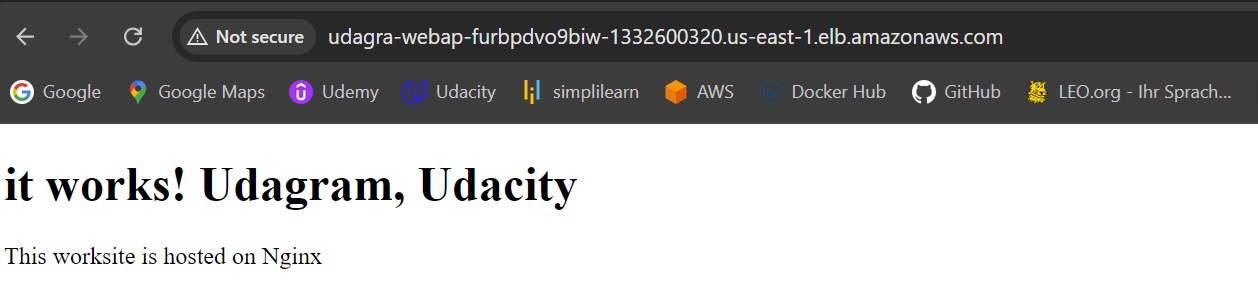 Not secure udagra-webap-furbpdvo9biw-1332600320.us-east-1.elb.amazonaws.com
Google Google Maps Udemy Udacity simplilearn AWS Docker Hub GitHub LEO.org - Ihr Sprach...
it works! Udagram, Udacity
This worksite is hosted on Nginx